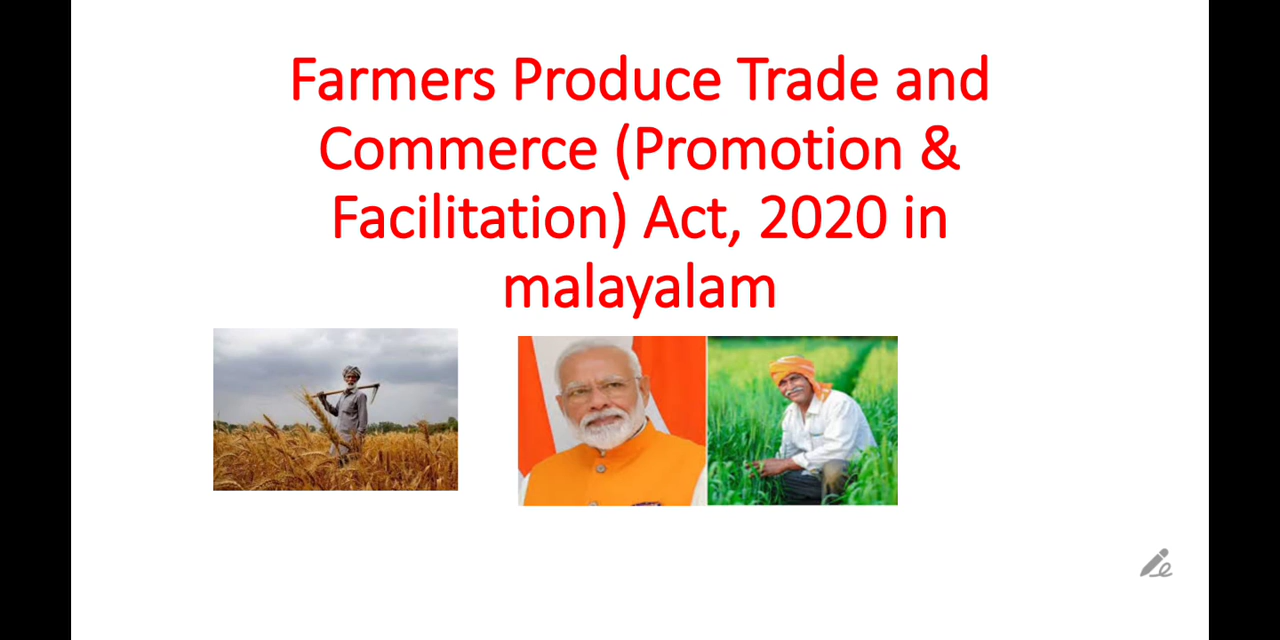 Farmers Produce Trade and
Commerce (Promotion &
Facilitation) Act, 2020 in
malayalam